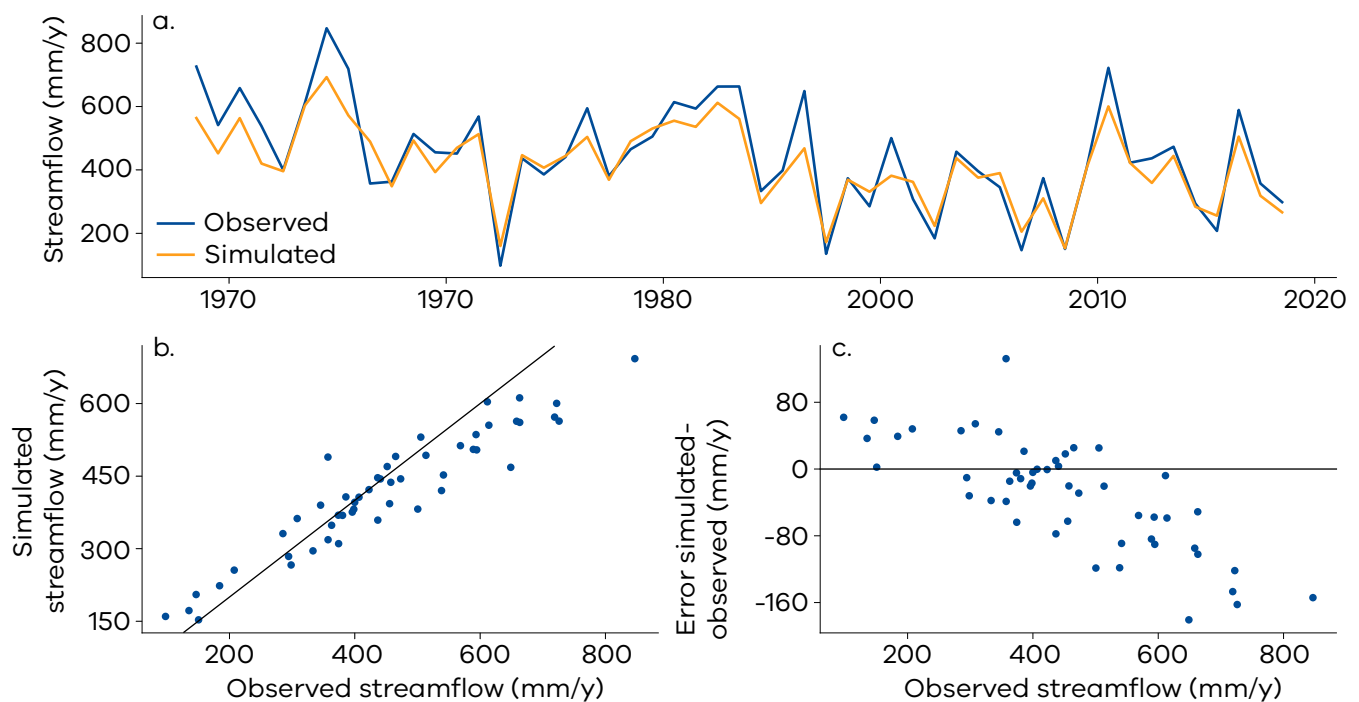 a.
Streamflow (mm/y)
800
600
400
200
Observed
Simulated
1970 1970 1980 2000 2010 2020
b.
Simulated
streamflow (mm/y)
600
450
300
150
200 400 600 800
Observed streamflow (mm/y)
c.
Error simulated-
observed (mm/y)
80
0
-80
-160
200 400 600 800
Observed streamflow (mm/y)